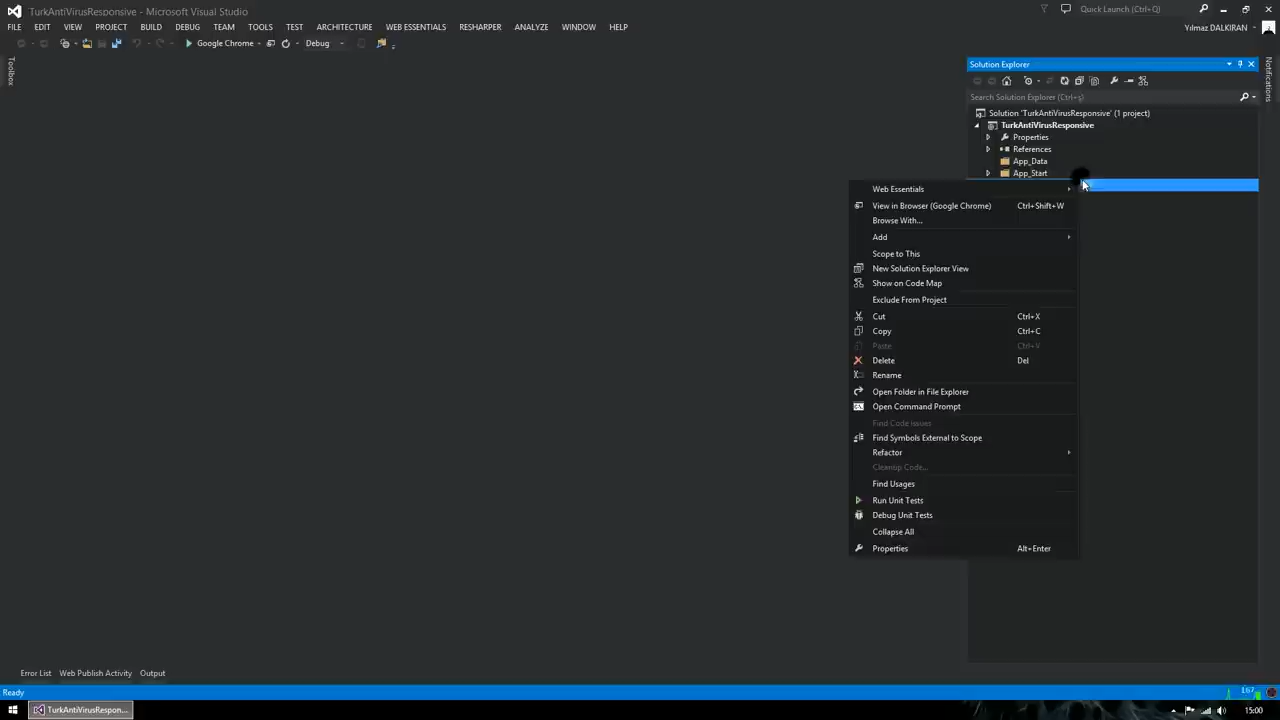 TurkAntiVirusResponsive - Microsoft Visual Studio
Quick Launch (Ctrl+Q)
FILE EDIT VIEW PROJECT BUILD DEBUG TEAM TOOLS TEST ARCHITECTURE WEB ESSENTIALS RESHARPER ANALYZE WINDOW HELP
Yılmaz DALKIRAN
Google Chrome Debug
Toolbox
Notifications
Solution Explorer
Search Solution Explorer (Ctrl+ş)
Solution 'TurkAntiVirusResponsive' (1 project)
TurkAntiVirusResponsive
Properties
References
App_Data
App_Start
Web Essentials
View in Browser (Google Chrome) Ctrl+Shift+W
Browse With...
Add
Scope to This
New Solution Explorer View
Show on Code Map
Exclude From Project
Cut Ctrl+X
Copy Ctrl+C
Paste Ctrl+V
Delete Del
Rename
Open Folder in File Explorer
Open Command Prompt
Find Code Issues
Find Symbols External to Scope
Refactor
Cleanup Code...
Find Usages
Run Unit Tests
Debug Unit Tests
Collapse All
Properties Alt+Enter
Error List Web Publish Activity Output
Ready
167
TurkAntiVirusRespon...
15:00